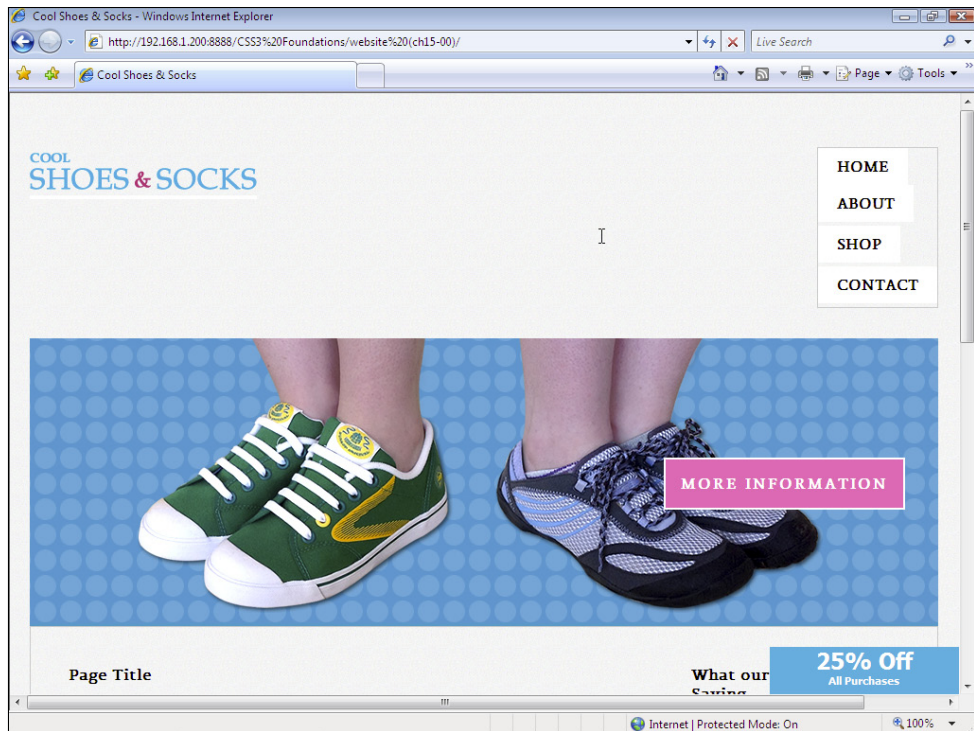 Cool Shoes & Socks - Windows Internet Explorer
http://192.168.1.200:8888/CSS3%20Foundations/website%20(ch15-00)/
Live Search
Cool Shoes & Socks
Page
Tools
COOL
SHOES & SOCKS
HOME
ABOUT
SHOP
CONTACT
MORE INFORMATION
Page Title
What our
Saying
25% Off
All Purchases
Internet | Protected Mode: On
100%